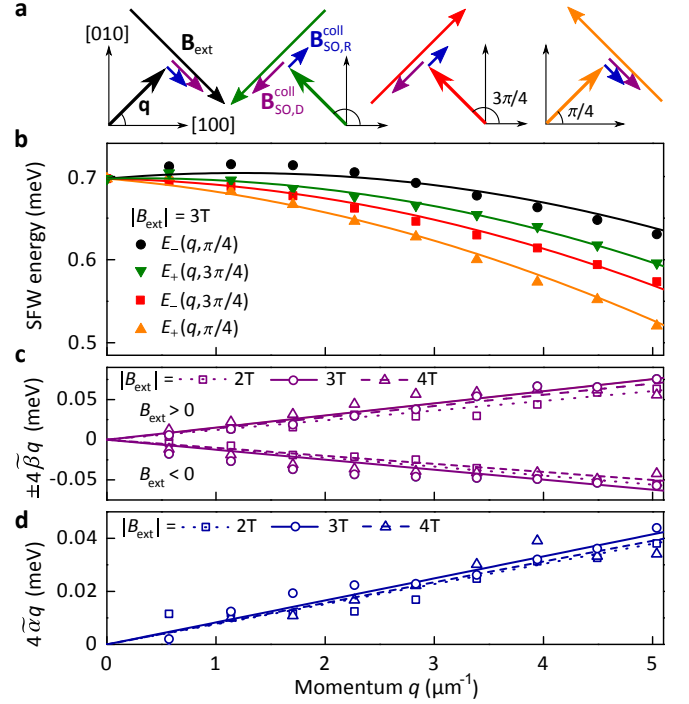 a
[010]
B_ext
B^coll_SO,R
B^coll_SO,D
q
[100]
3π/4
π/4
b
SFW energy (meV)
0.7
0.6
0.5
|B_ext| = 3T
E_−(q,π/4)
E_+(q,3π/4)
E_−(q,3π/4)
E_+(q,π/4)
c
±4β̃q (meV)
0.05
0
-0.05
|B_ext| = 2T 3T 4T
B_ext > 0
B_ext < 0
d
4α̃q (meV)
0.04
0.02
0
|B_ext| = 2T 3T 4T
0 1 2 3 4 5
Momentum q (µm⁻¹)